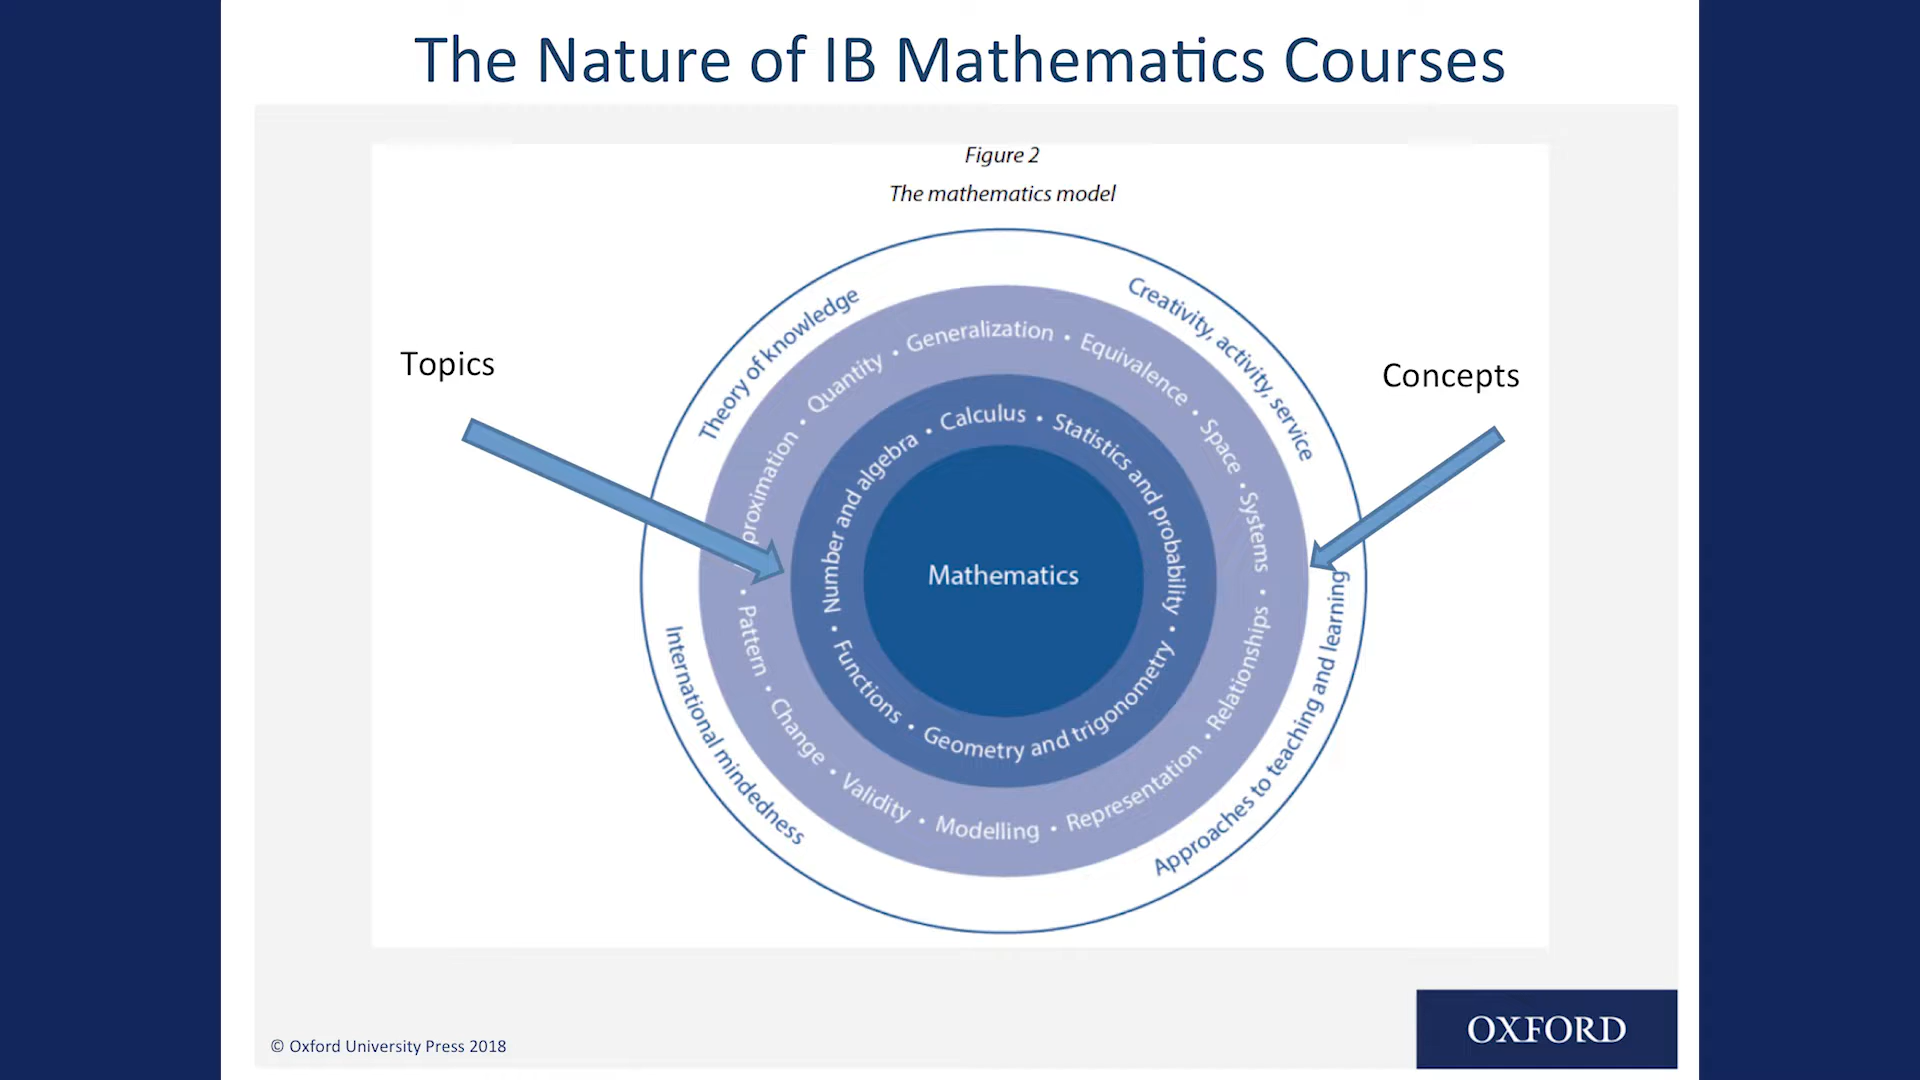 The Nature of IB Mathematics Courses
Figure 2
The mathematics model
Topics
Concepts
Theory of knowledge
Creativity, activity, service
Approaches to teaching and learning
International mindedness
proximation • Quantity • Generalization • Equivalence • Space • Systems • Relationships • Representation • Modelling • Validity • Change • Pattern •
Number and algebra • Calculus • Statistics and probability • Geometry and trigonometry • Functions •
Mathematics
© Oxford University Press 2018
OXFORD